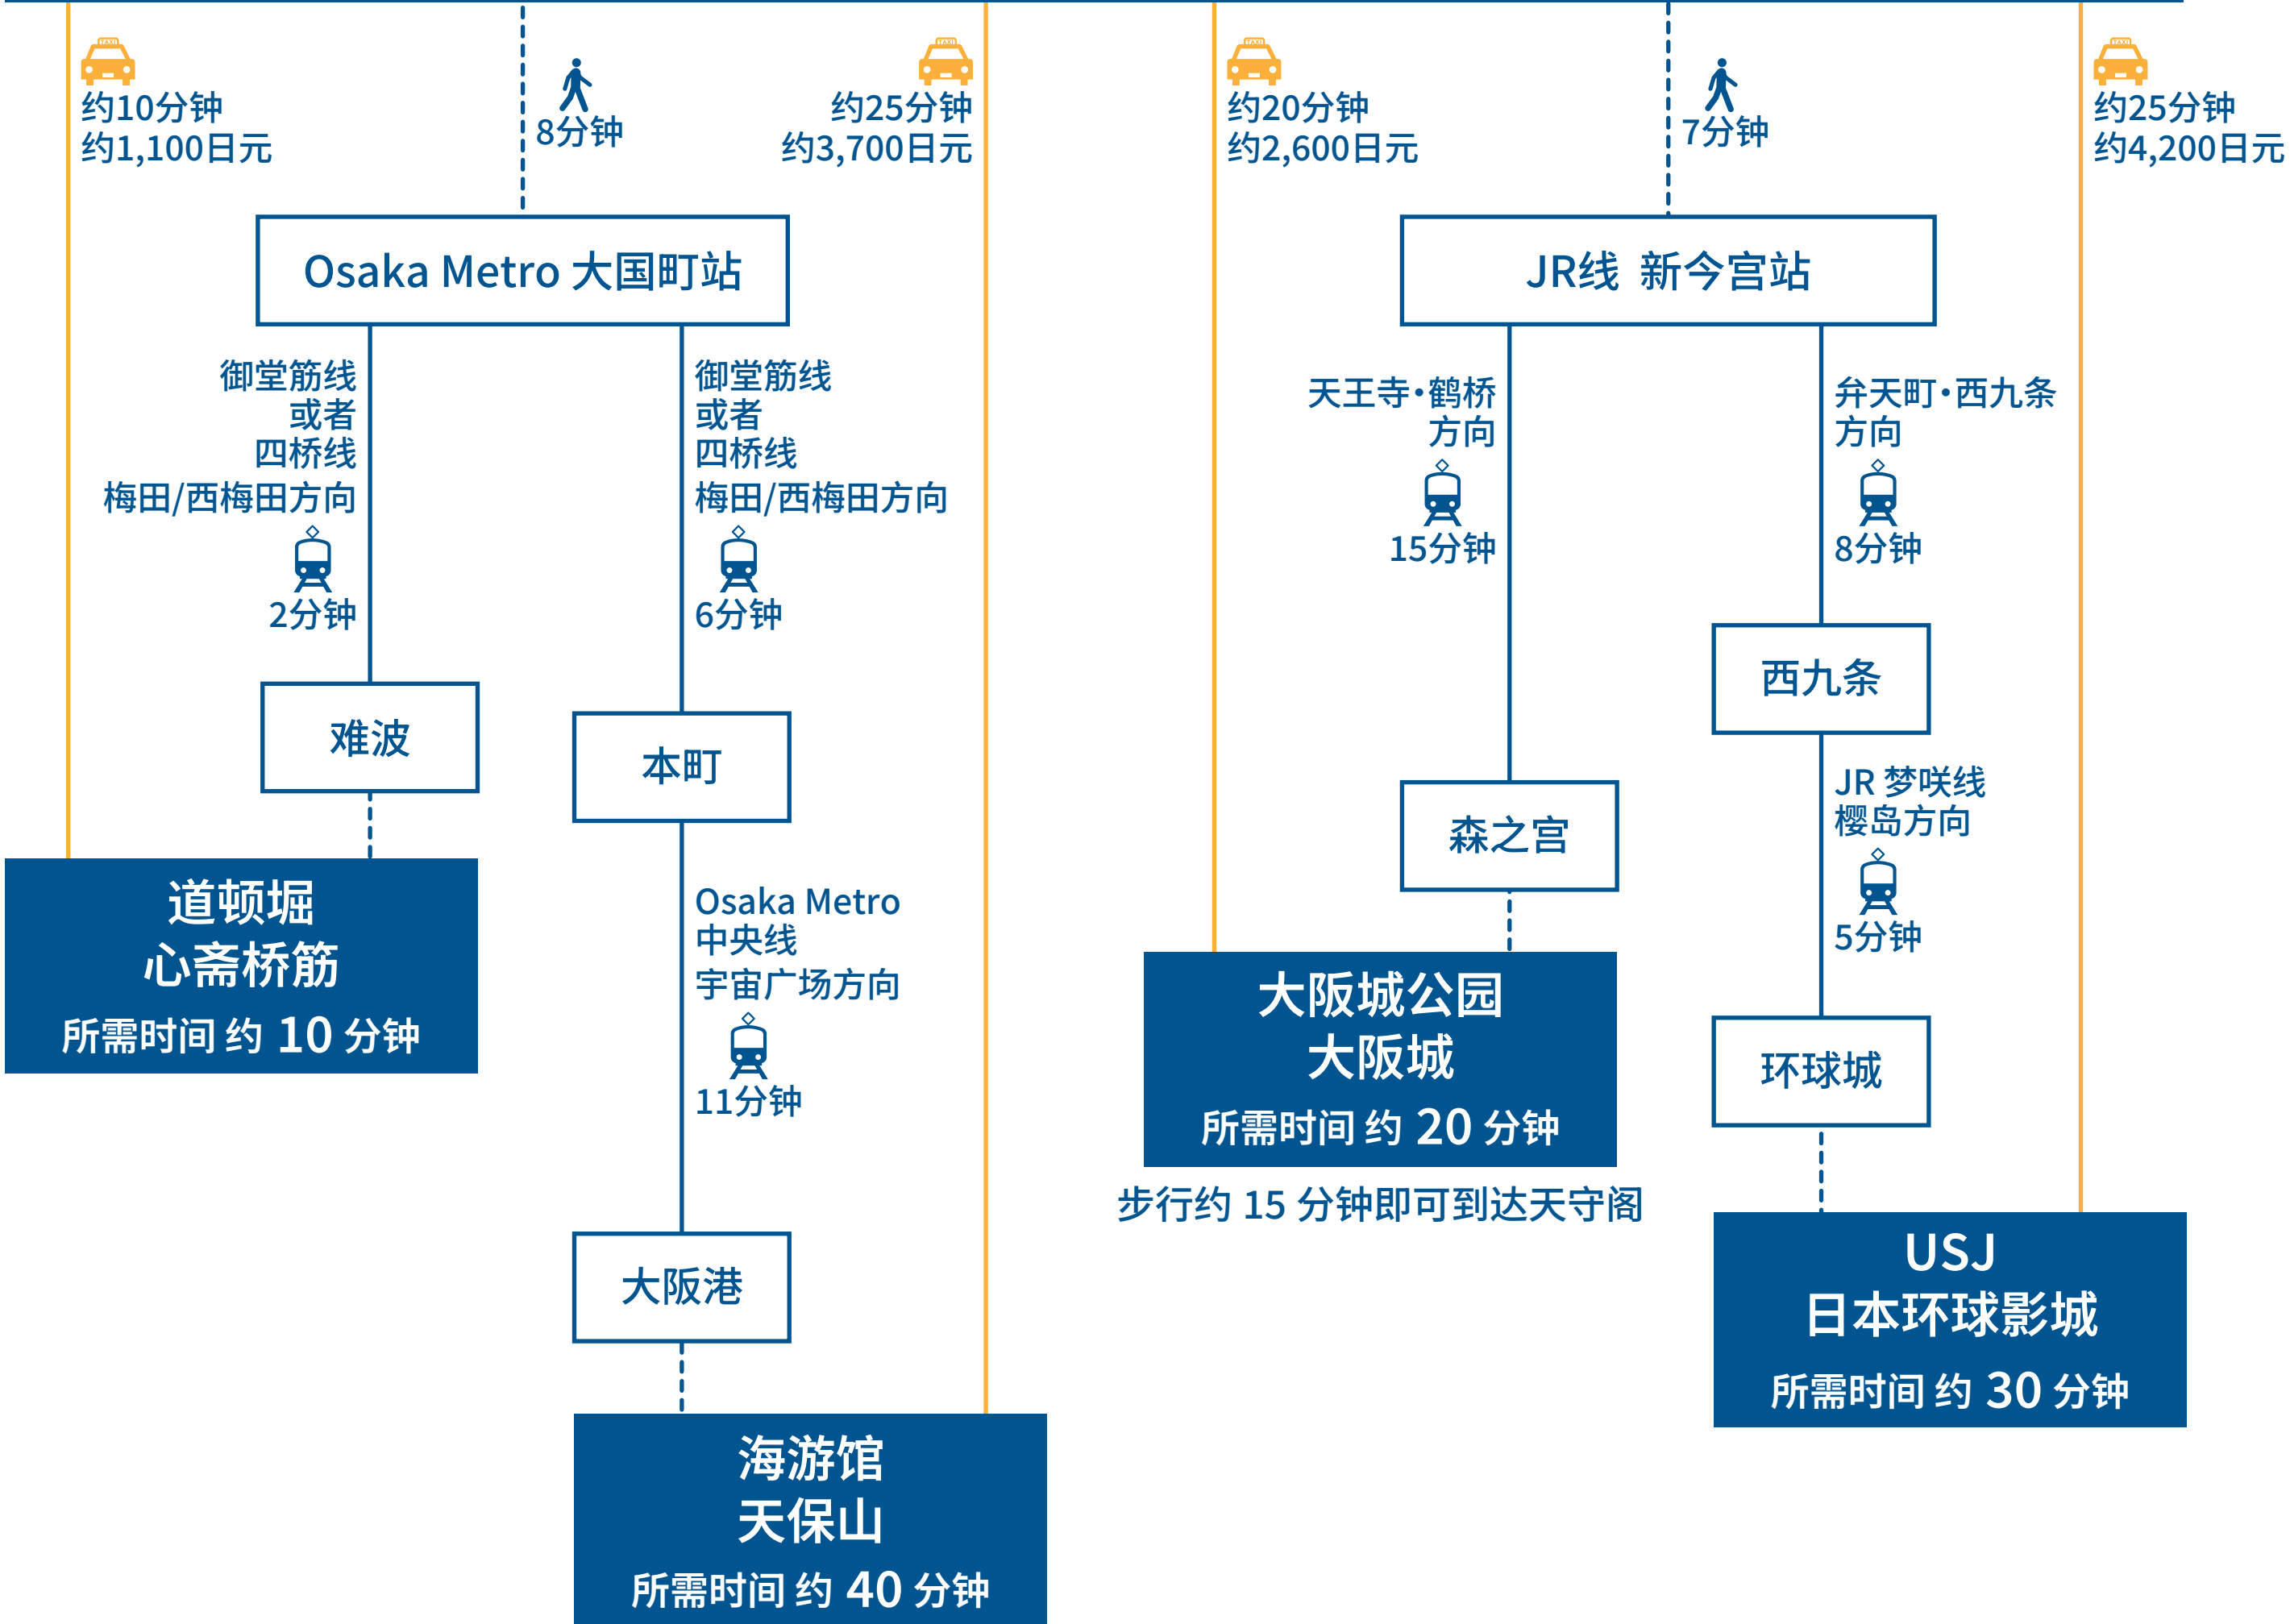 TAXI
约10分钟
约1,100日元
8分钟
TAXI
约25分钟
约3,700日元
Osaka Metro 大国町站
御堂筋线
或者
四桥线
梅田/西梅田方向
2分钟
御堂筋线
或者
四桥线
梅田/西梅田方向
6分钟
难波
本町
道顿堀
心斋桥筋
所需时间 约 10 分钟
Osaka Metro
中央线
宇宙广场方向
11分钟
大阪港
海游馆
天保山
所需时间 约 40 分钟
TAXI
约20分钟
约2,600日元
7分钟
TAXI
约25分钟
约4,200日元
JR线 新今宫站
天王寺·鹤桥
方向
15分钟
弁天町·西九条
方向
8分钟
西九条
森之宫
JR 梦咲线
樱岛方向
5分钟
大阪城公园
大阪城
所需时间 约 20 分钟
步行约 15 分钟即可到达天守阁
环球城
USJ
日本环球影城
所需时间 约 30 分钟